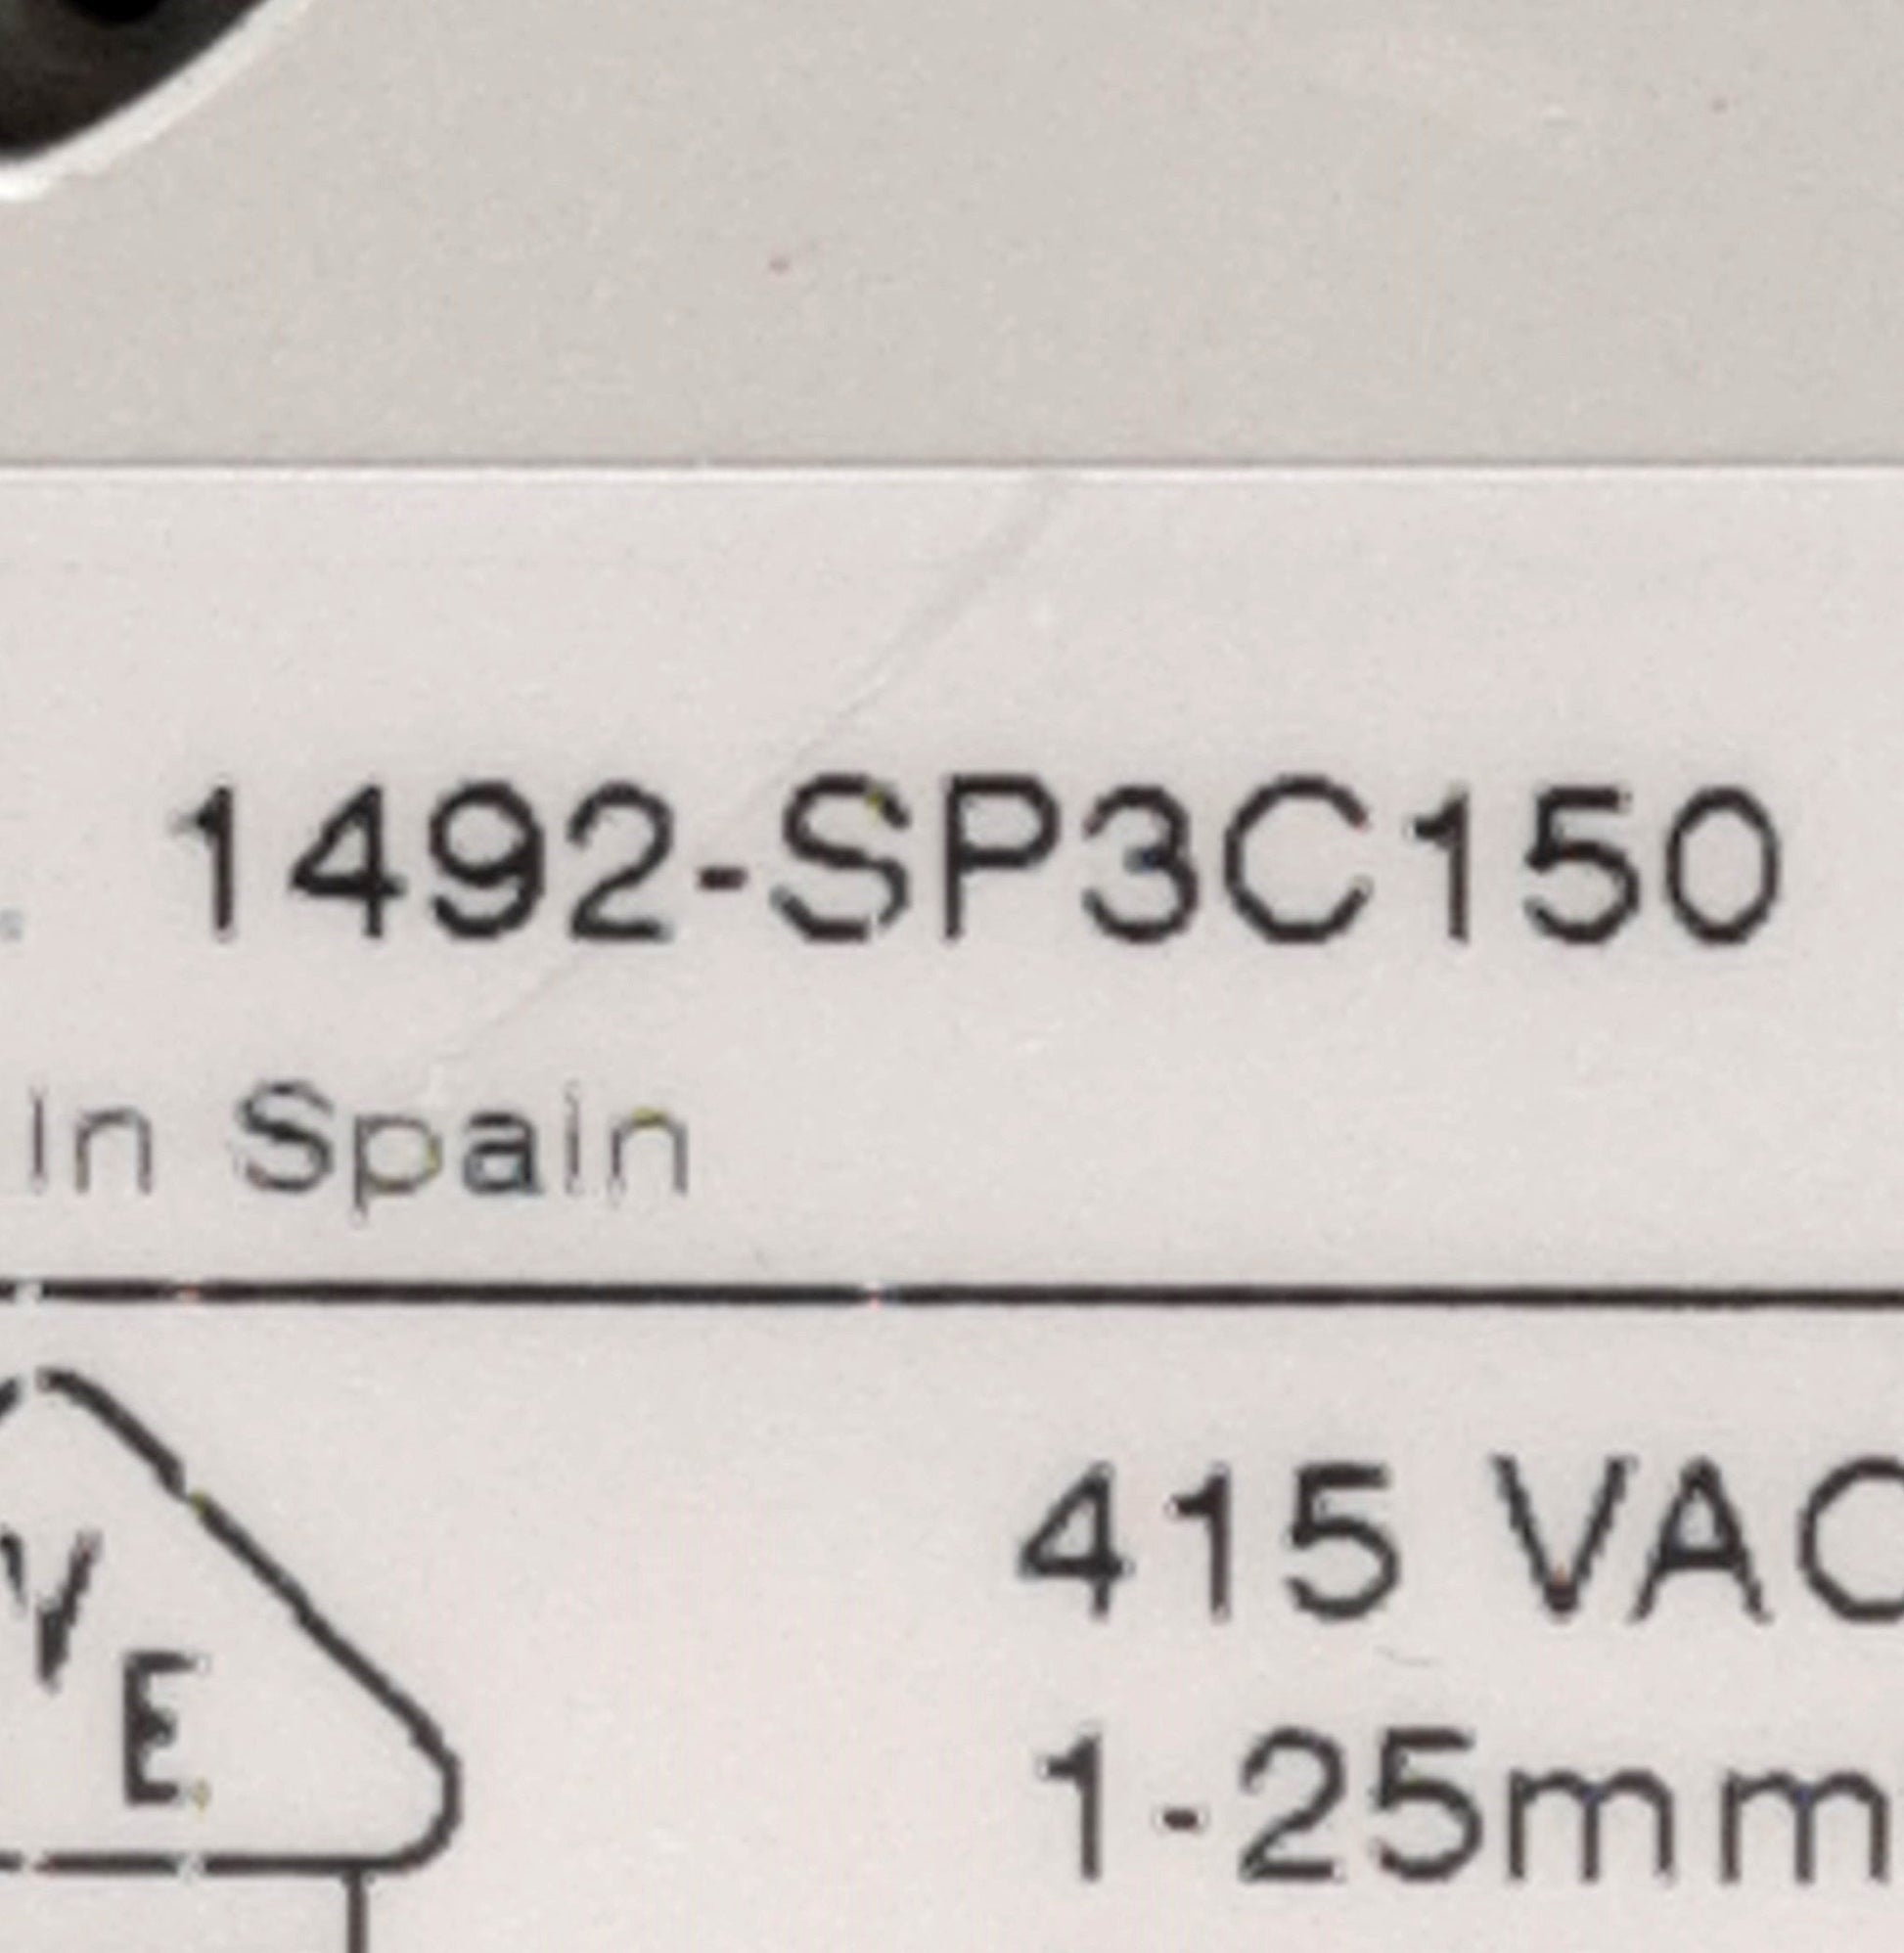 1492-SP3C150
in Spain
415 VAC
VE
1-25mm